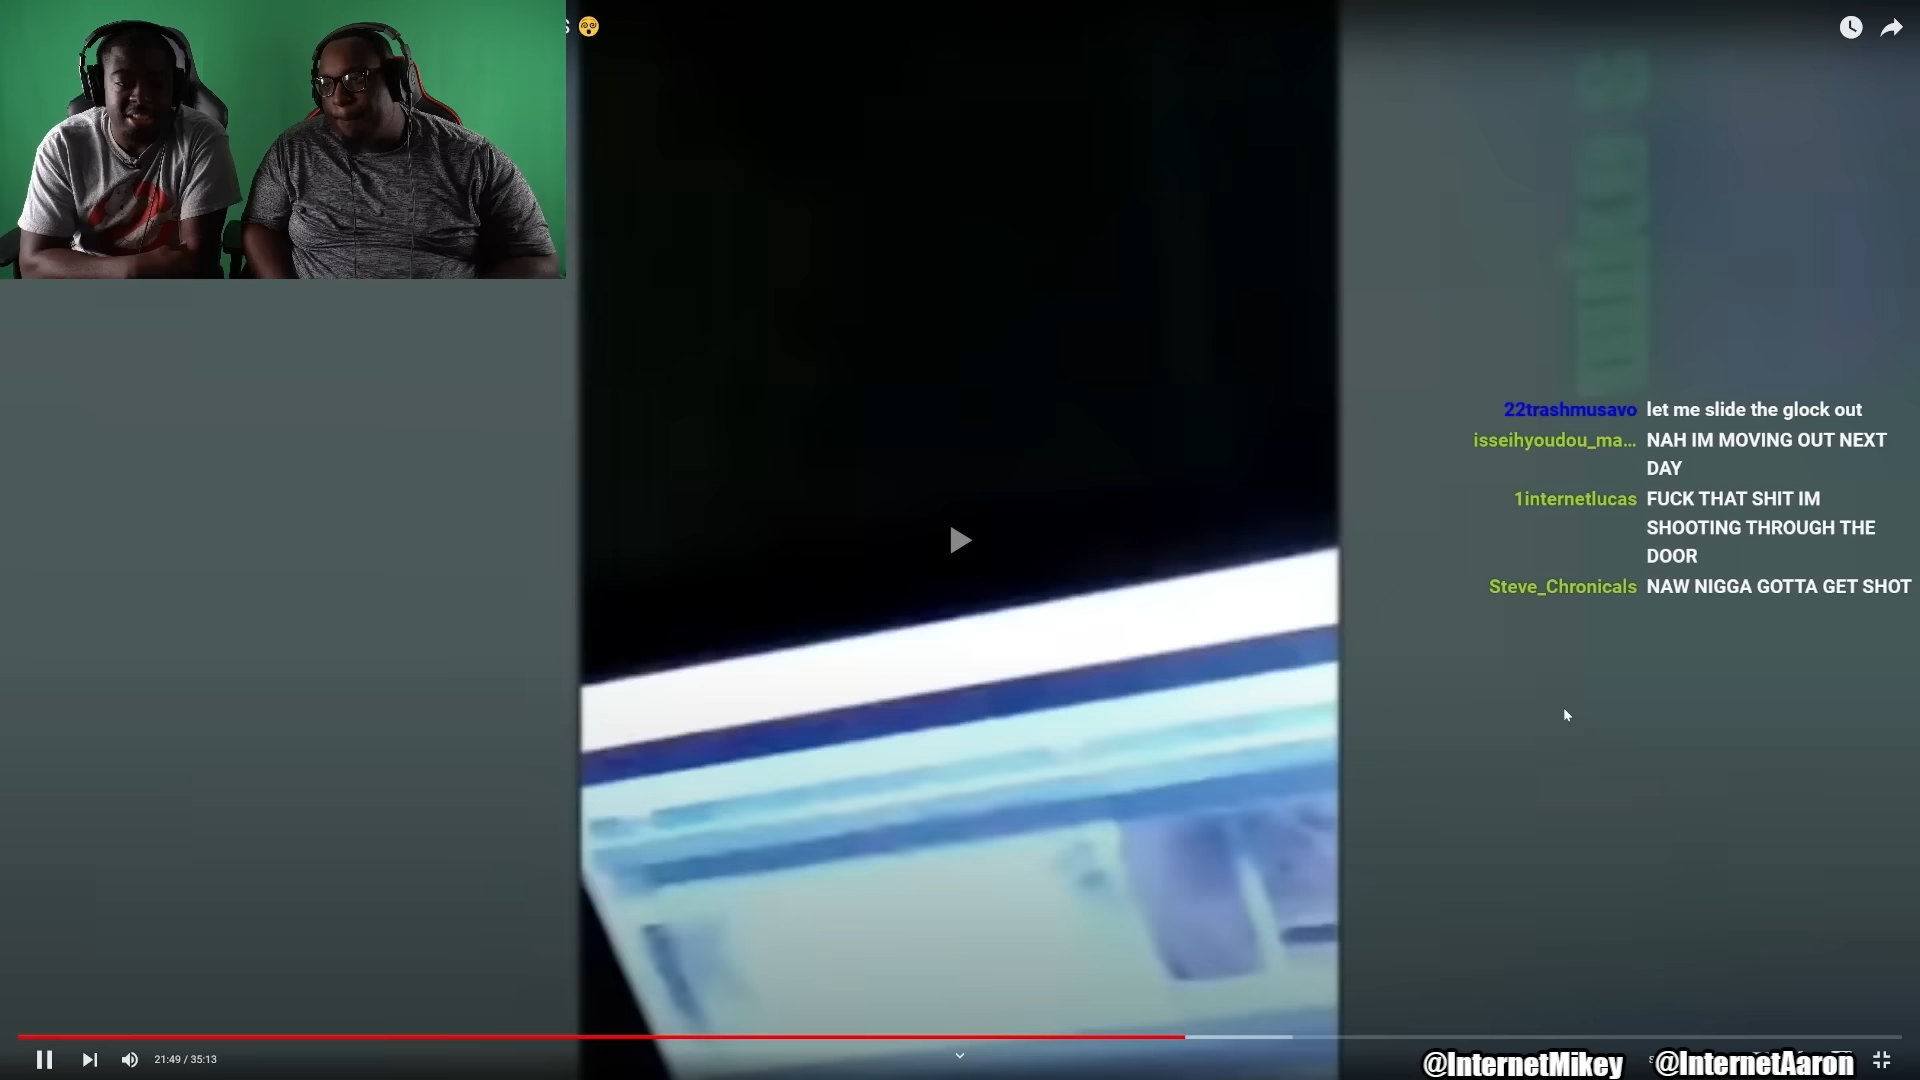 22trashmusavo let me slide the glock out
isseihyoudou_ma... NAH IM MOVING OUT NEXT
DAY
1internetlucas FUCK THAT SHIT IM
SHOOTING THROUGH THE
DOOR
Steve_Chronicals NAW NIGGA GOTTA GET SHOT
21:49 / 35:13
@InternetMikey @InternetAaron